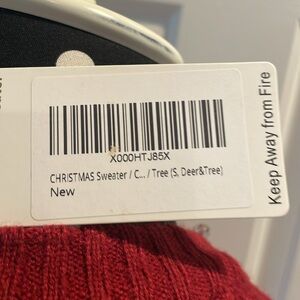 X000HTJ85X
CHRISTMAS Sweater / C... / Tree (S, Deer&Tree)
New
Keep Away from Fire